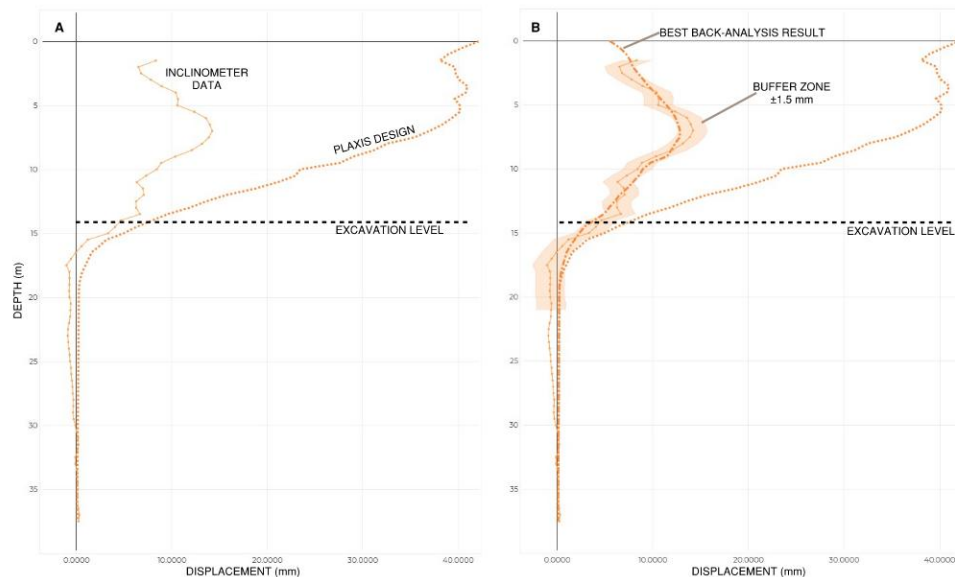 A
B
0
5
10
15
20
25
30
35
DEPTH (m)
INCLINOMETER
DATA
PLAXIS DESIGN
EXCAVATION LEVEL
0.0000
10.0000
20.0000
30.0000
40.0000
DISPLACEMENT (mm)
0
5
10
15
20
25
30
35
BEST BACK-ANALYSIS RESULT
BUFFER ZONE
±1.5 mm
EXCAVATION LEVEL
0.0000
10.0000
20.0000
30.0000
40.0000
DISPLACEMENT (mm)